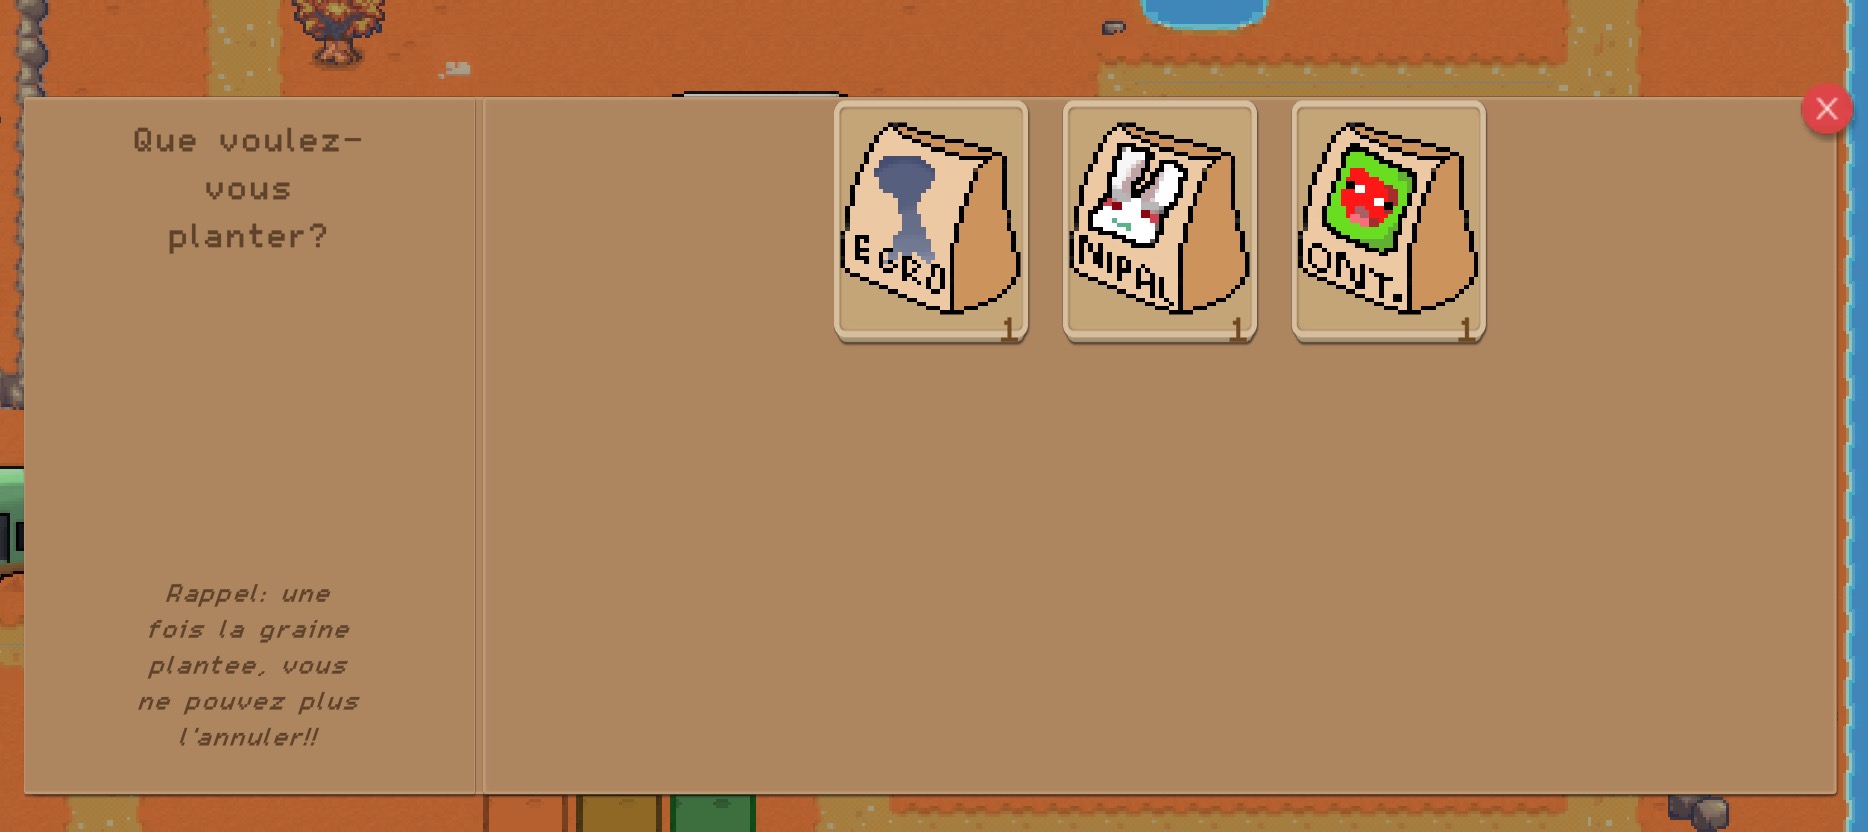 Que voulez-
vous
planter?
Rappel: une
fois la graine
plantee, vous
ne pouvez plus
l'annuler!!
NIPAL
1
ONT.
1
1